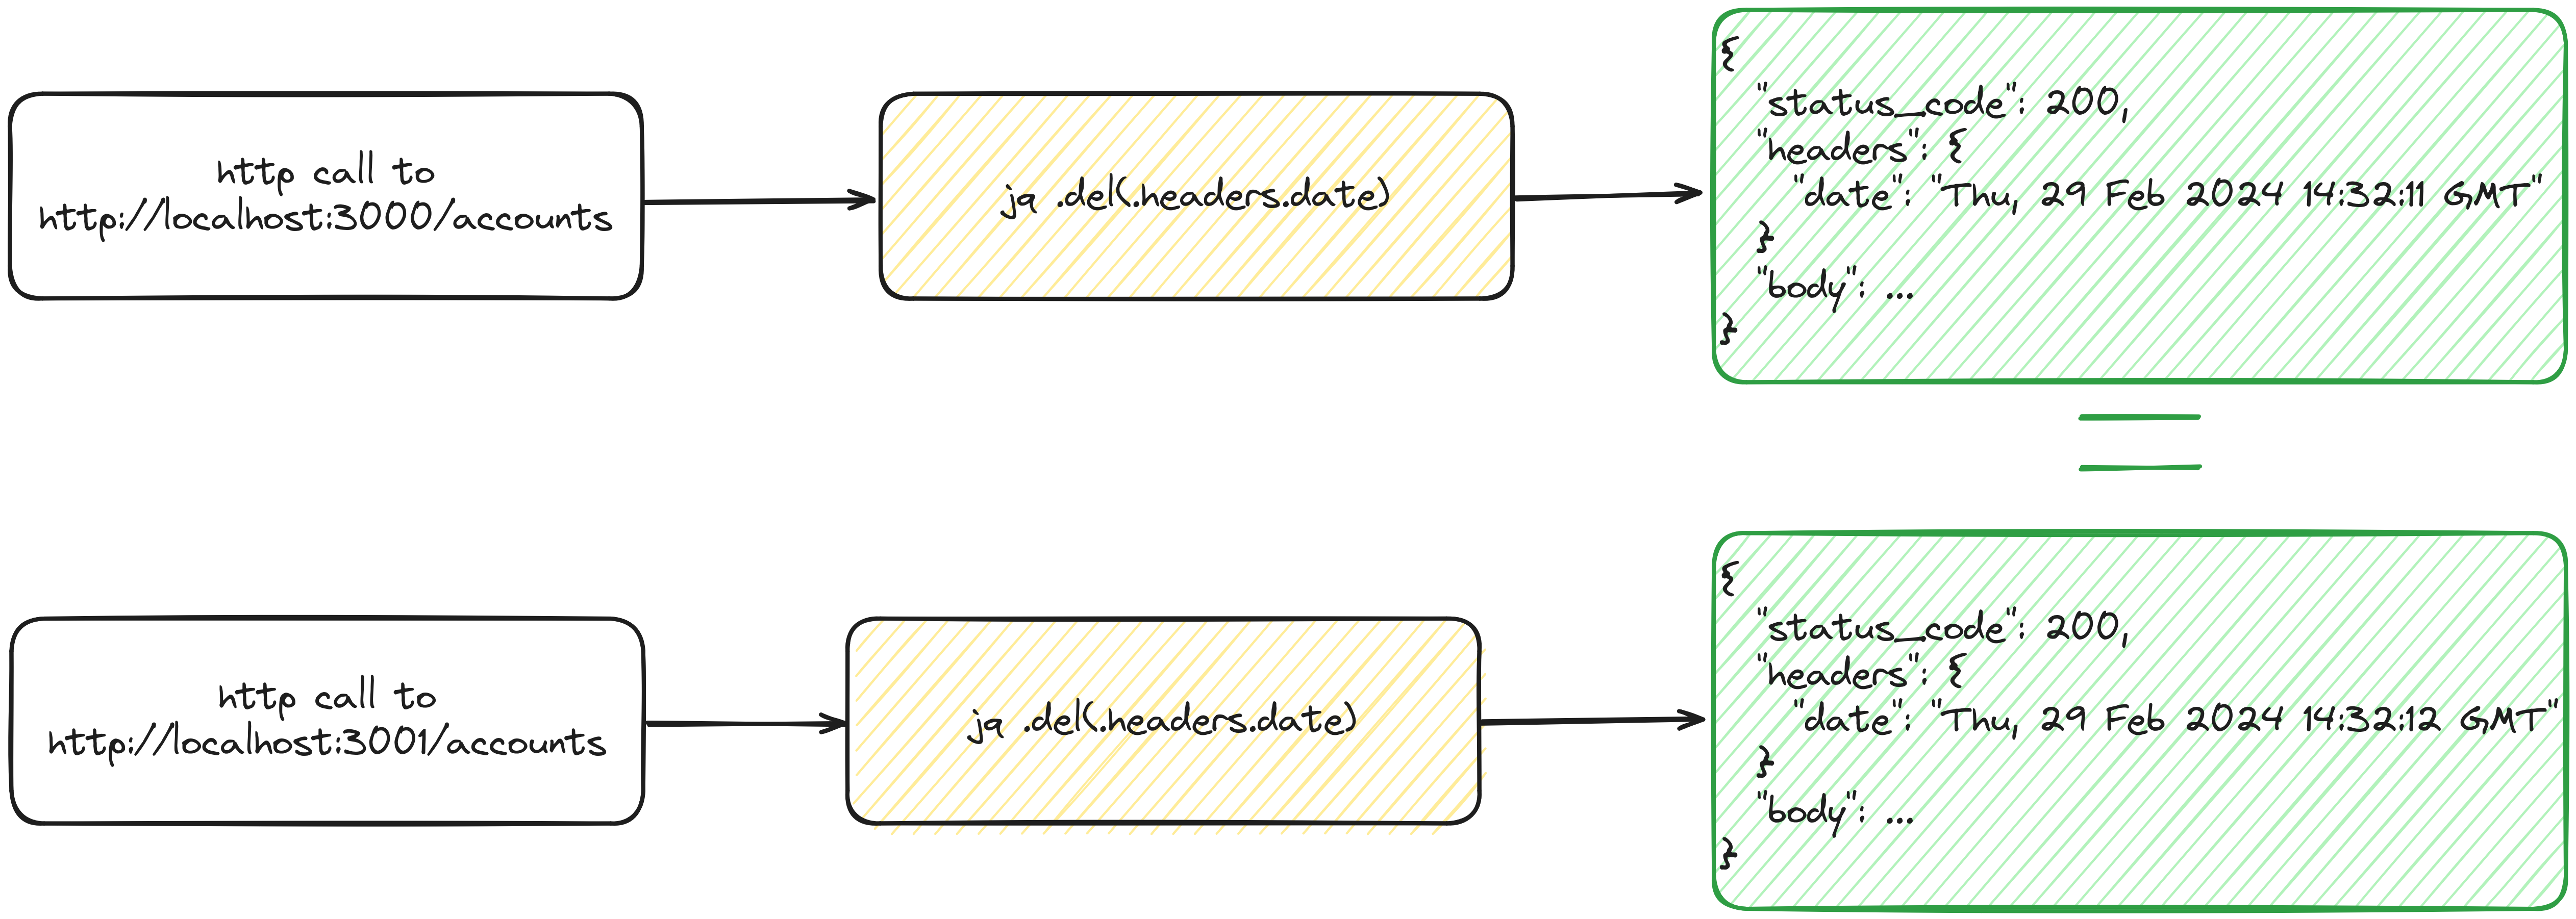 http call to
http://localhost:3000/accounts
jq .del(.headers.date)
{
"status_code": 200,
"headers": {
"date": "Thu, 29 Feb 2024 14:32:11 GMT"
}
"body": ...
}
http call to
http://localhost:3001/accounts
jq .del(.headers.date)
{
"status_code": 200,
"headers": {
"date": "Thu, 29 Feb 2024 14:32:12 GMT"
}
"body": ...
}